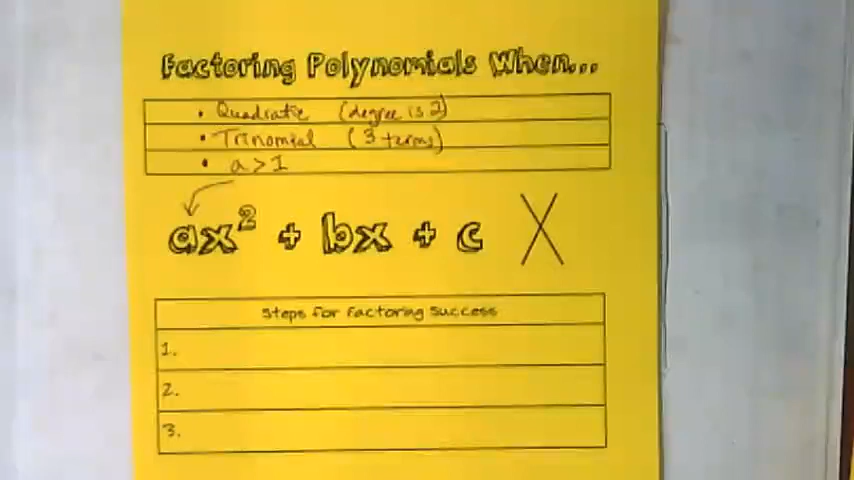 Factoring Polynomials When...
• Quadratic (degree is 2)
• Trinomial (3 terms)
• a > 1
ax² + bx + c
Steps for Factoring Success
1.
2.
3.